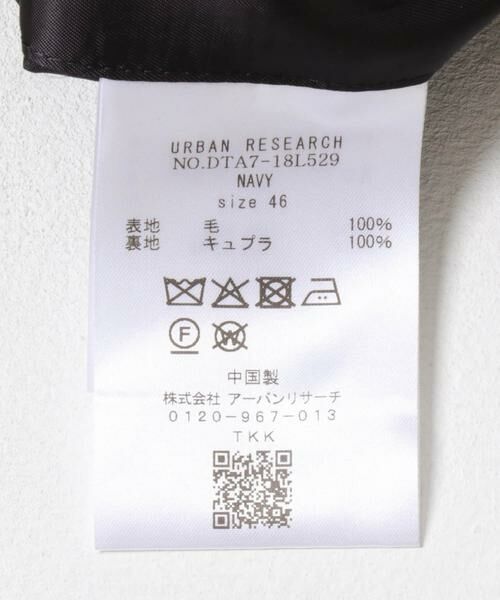 URBAN RESEARCH
NO.DTA7-18L529
NAVY
size 46
表地 毛 100%
裏地 キュプラ 100%
F W
中国製
株式会社 アーバンリサーチ
0120-967-013
TKK